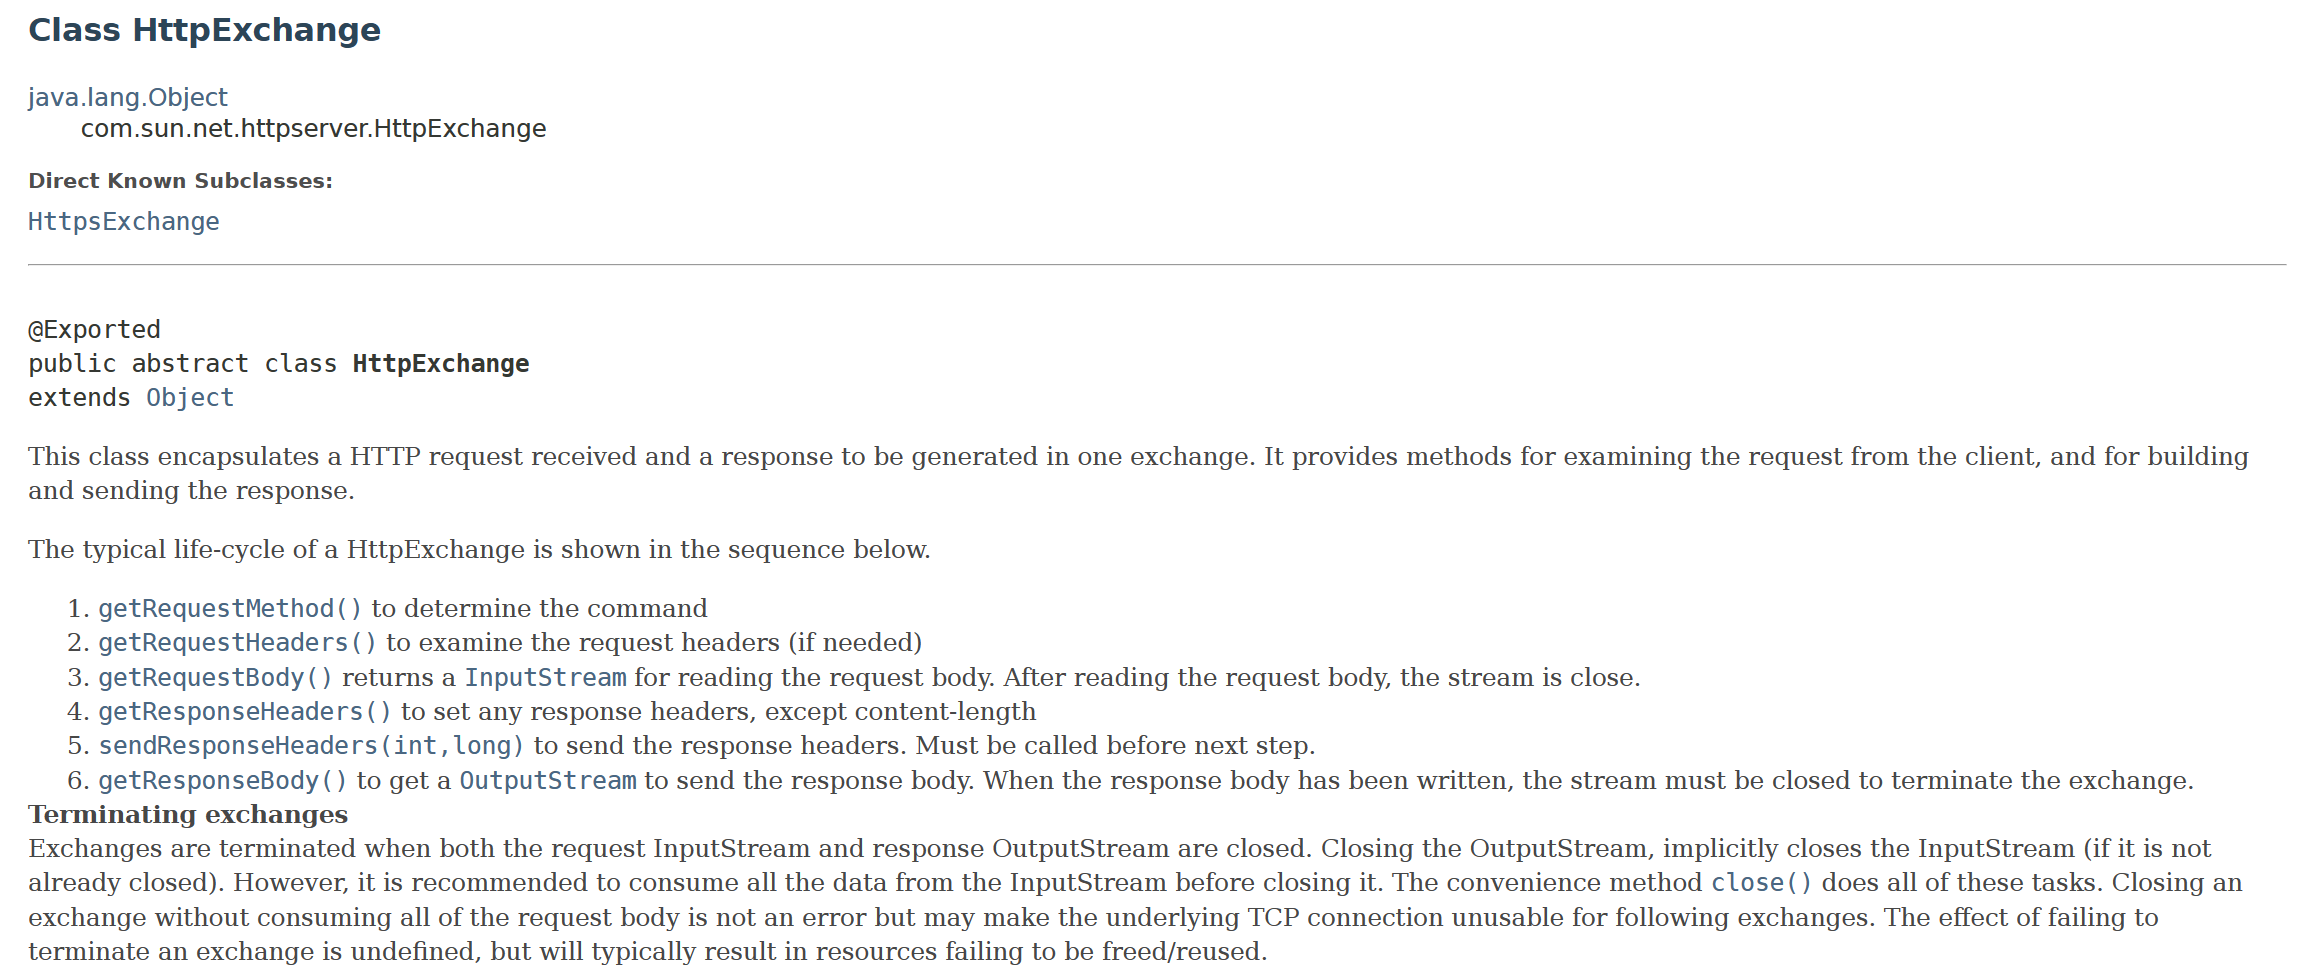 Class HttpExchange
java.lang.Object
com.sun.net.httpserver.HttpExchange
Direct Known Subclasses:
HttpsExchange
@Exported
public abstract class HttpExchange
extends Object
This class encapsulates a HTTP request received and a response to be generated in one exchange. It provides methods for examining the request from the client, and for building
and sending the response.
The typical life-cycle of a HttpExchange is shown in the sequence below.
1. getRequestMethod() to determine the command
2. getRequestHeaders() to examine the request headers (if needed)
3. getRequestBody() returns a InputStream for reading the request body. After reading the request body, the stream is close.
4. getResponseHeaders() to set any response headers, except content-length
5. sendResponseHeaders(int,long) to send the response headers. Must be called before next step.
6. getResponseBody() to get a OutputStream to send the response body. When the response body has been written, the stream must be closed to terminate the exchange.
Terminating exchanges
Exchanges are terminated when both the request InputStream and response OutputStream are closed. Closing the OutputStream, implicitly closes the InputStream (if it is not
already closed). However, it is recommended to consume all the data from the InputStream before closing it. The convenience method close() does all of these tasks. Closing an
exchange without consuming all of the request body is not an error but may make the underlying TCP connection unusable for following exchanges. The effect of failing to
terminate an exchange is undefined, but will typically result in resources failing to be freed/reused.